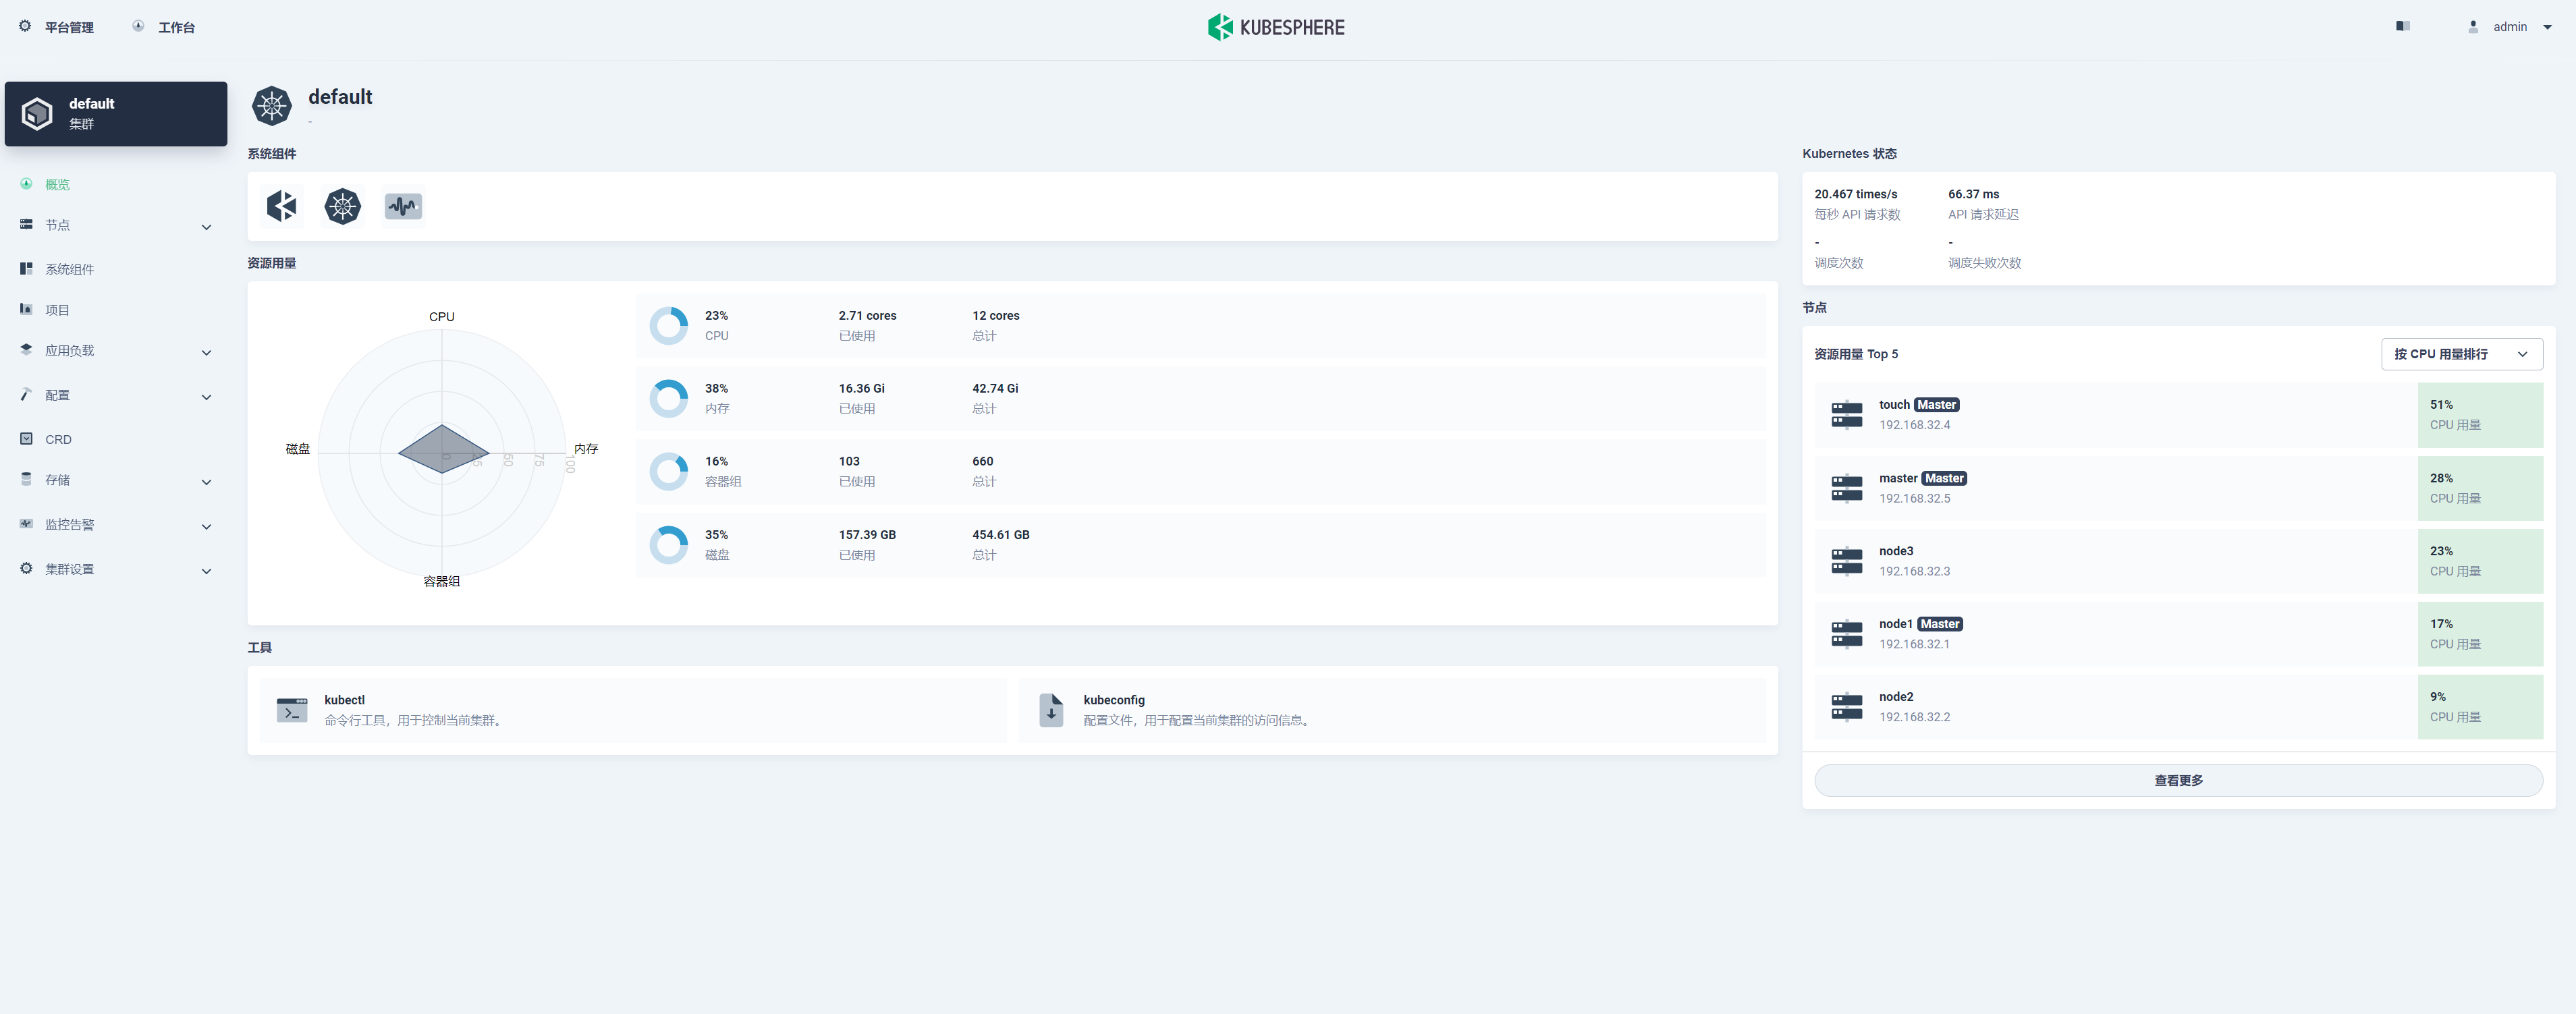 平台管理
工作台
KUBESPHERE
admin
default
集群
概览
节点
系统组件
项目
应用负载
配置
CRD
存储
监控告警
集群设置
default
-
系统组件
资源用量
CPU
磁盘
内存
容器组
0
25
50
75
100
23%
CPU
2.71 cores
已使用
12 cores
总计
38%
内存
16.36 Gi
已使用
42.74 Gi
总计
16%
容器组
103
已使用
660
总计
35%
磁盘
157.39 GB
已使用
454.61 GB
总计
工具
kubectl
命令行工具，用于控制当前集群。
kubeconfig
配置文件，用于配置当前集群的访问信息。
Kubernetes 状态
20.467 times/s
每秒 API 请求数
66.37 ms
API 请求延迟
-
调度次数
-
调度失败次数
节点
资源用量 Top 5
按 CPU 用量排行
touch Master
192.168.32.4
51%
CPU 用量
master Master
192.168.32.5
28%
CPU 用量
node3
192.168.32.3
23%
CPU 用量
node1 Master
192.168.32.1
17%
CPU 用量
node2
192.168.32.2
9%
CPU 用量
查看更多